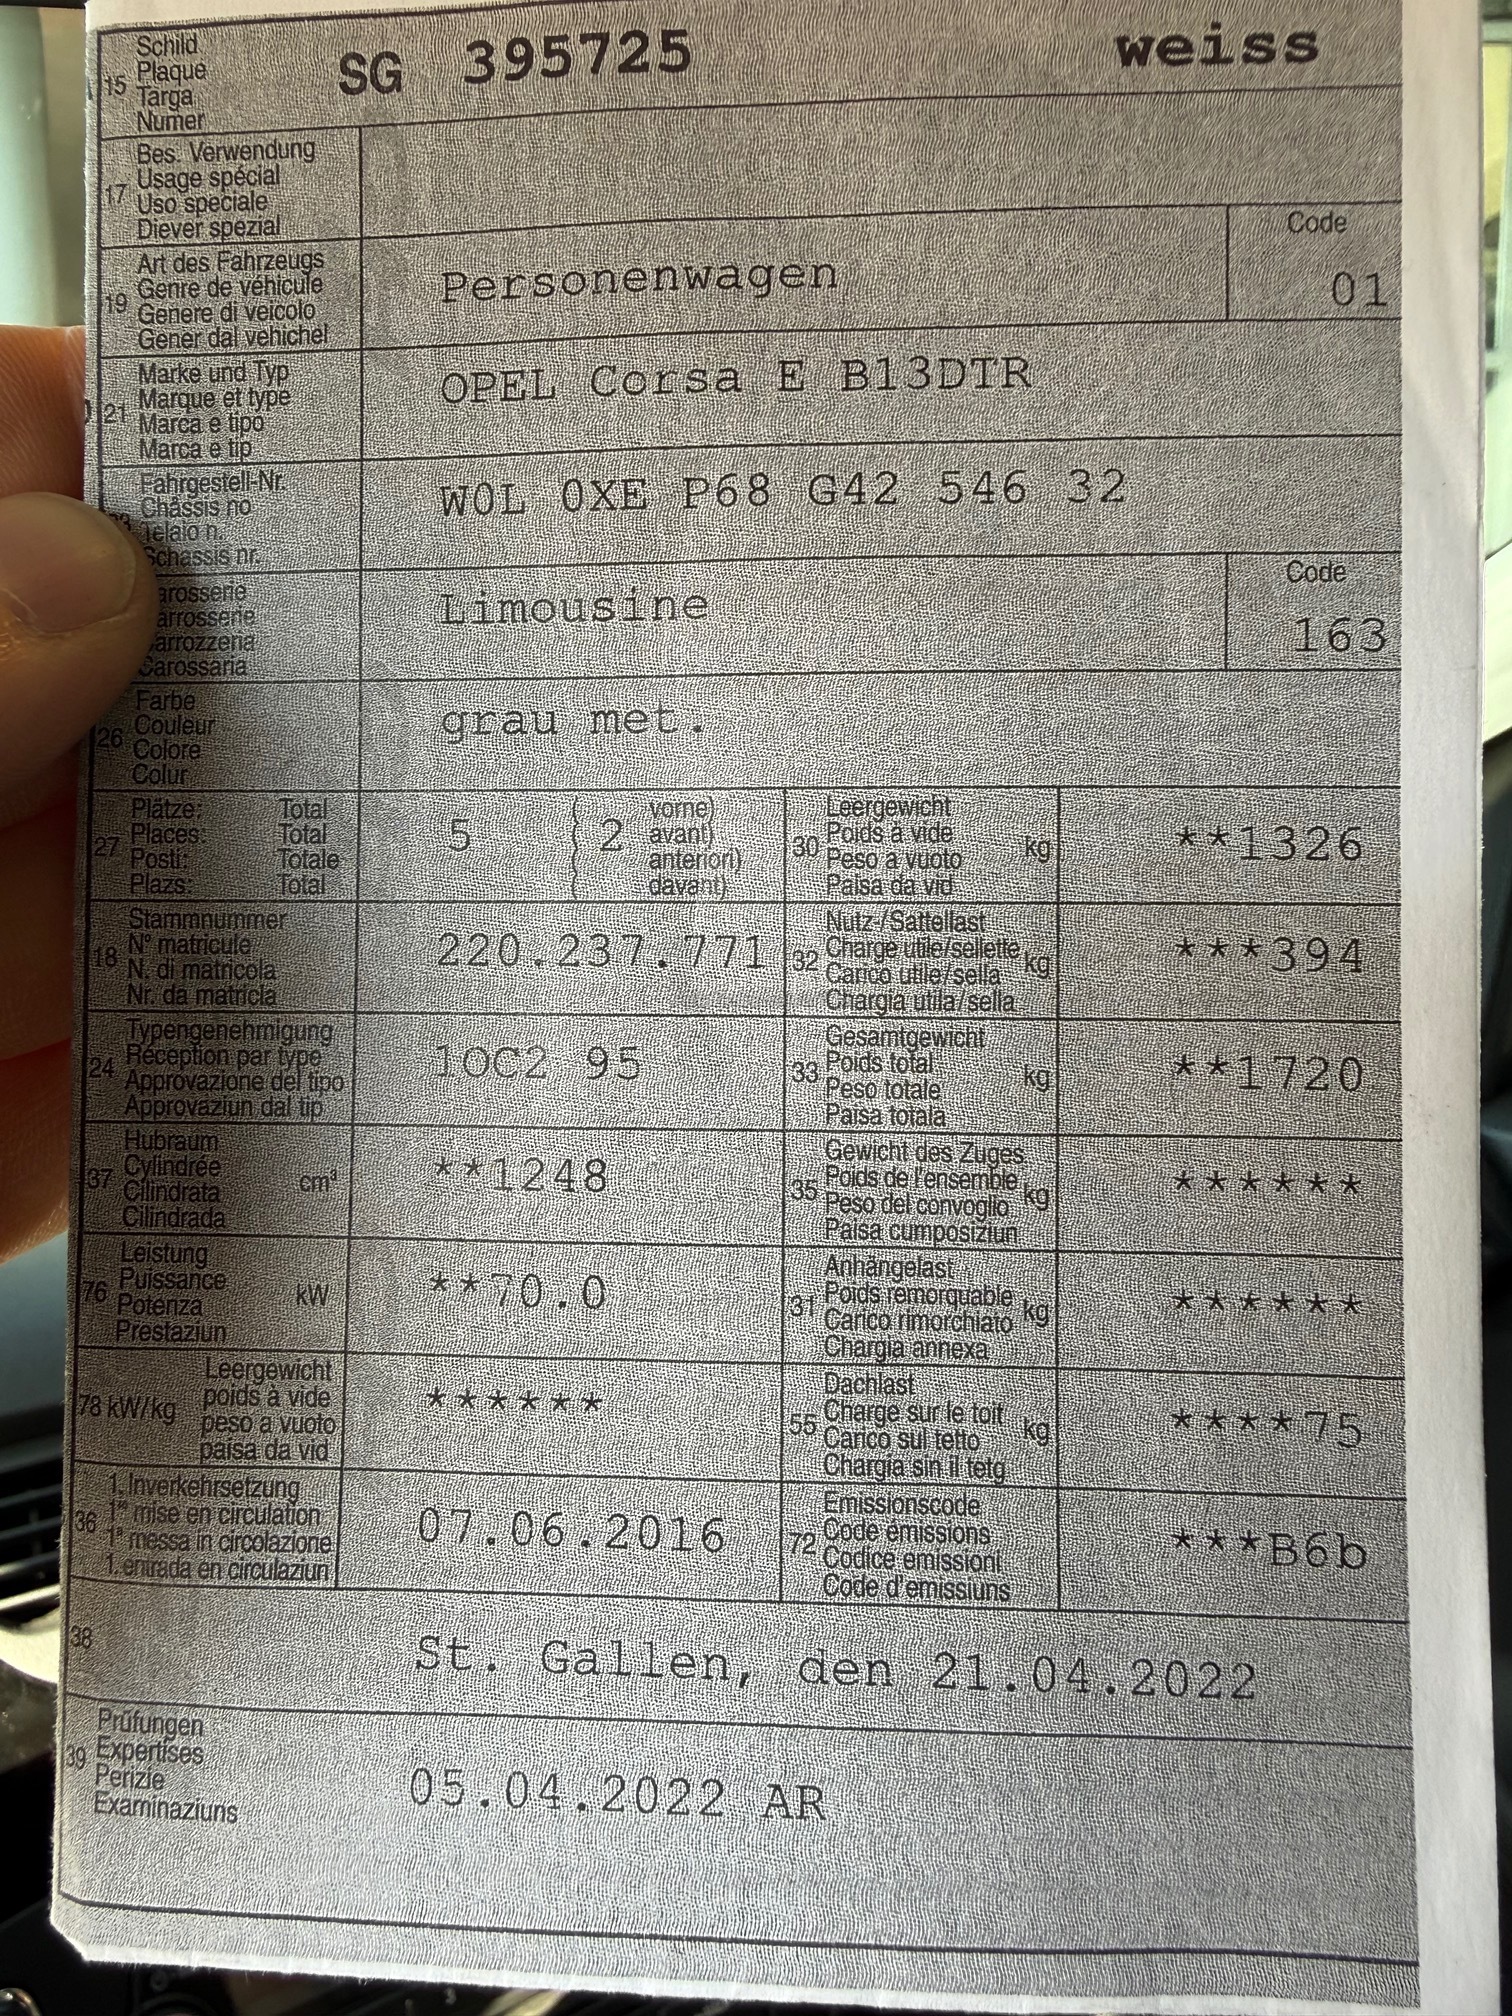 15 Schild
Plaque
Targa
Numer
SG 395725 weiss
17 Bes. Verwendung
Usage spécial
Uso speciale
Diever spezial
19 Art des Fahrzeugs
Genre de véhicule
Genere di veicolo
Gener dal vehichel
Personenwagen
Code
01
21 Marke und Typ
Marque et type
Marca e tipo
Marca e tip
OPEL Corsa E B13DTR
Fahrgestell-Nr.
Châssis no
Telaio n.
Schassis nr.
W0L 0XE P68 G42 546 32
arosserie
arrosserie
arrozzeria
Carossaria
Limousine
Code
163
26 Farbe
Couleur
Colore
Colur
grau met.
27 Plätze: Total
Places: Total
Posti: Totale
Plazs: Total
5 ( 2 vorne)
avant)
anteriori)
davant)
30 Leergewicht
Poids à vide
Peso a vuoto
Paisa da vid
kg
**1326
18 Stammnummer
N° matricule
N. di matricola
Nr. da matricla
220.237.771
32 Nutz-/Sattellast
Charge utile/sellette
Carico utile/sella
Chargia utila/sella
kg
***394
24 Typengenehmigung
Réception par type
Approvazione del tipo
Approvaziun dal tip
1OC2 95
33 Gesamtgewicht
Poids total
Peso totale
Paisa totala
kg
**1720
37 Hubraum
Cylindrée
Cilindrata
Cilindrada
cm³
**1248
35 Gewicht des Zuges
Poids de l'ensemble
Peso del convoglio
Paisa cumposiziun
kg
******
76 Leistung
Puissance
Potenza
Prestaziun
kW
**70.0
31 Anhängelast
Poids remorquable
Carico rimorchiato
Chargia annexa
kg
******
78 kW/kg
Leergewicht
poids à vide
peso a vuoto
paisa da vid
******
55 Dachlast
Charge sur le toit
Carico sul tetto
Chargia sin il tetg
kg
****75
36 1. Inverkehrsetzung
1re mise en circulation
1a messa in circolazione
1. entrada en circulaziun
07.06.2016
72 Emissionscode
Code émissions
Codice emissioni
Code d'emissiuns
***B6b
38
St. Gallen, den 21.04.2022
39 Prüfungen
Expertises
Perizie
Examinaziuns
05.04.2022 AR